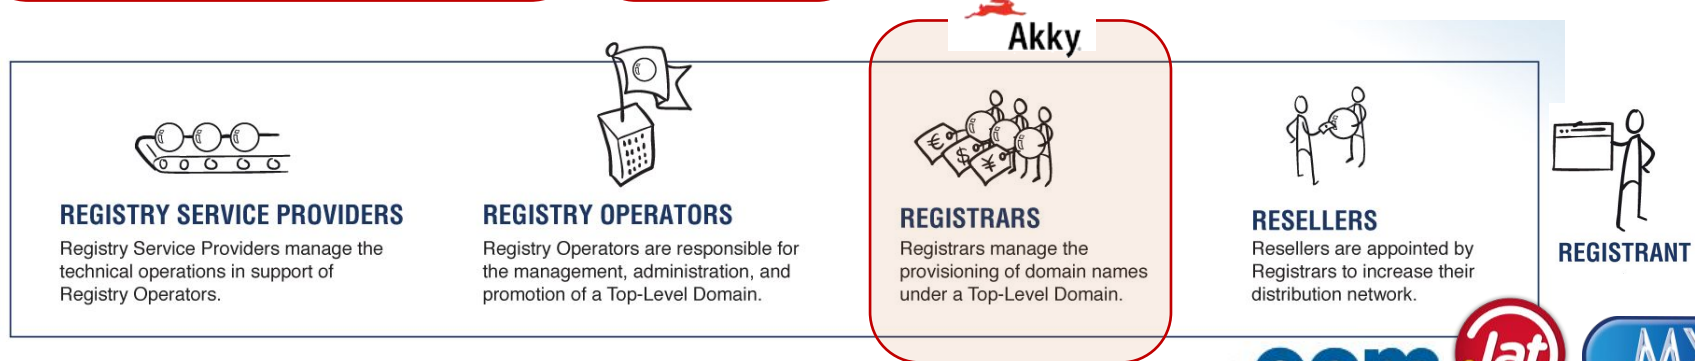 Akky
REGISTRY SERVICE PROVIDERS
Registry Service Providers manage the
technical operations in support of
Registry Operators.
REGISTRY OPERATORS
Registry Operators are responsible for
the management, administration, and
promotion of a Top-Level Domain.
€
$
¥
REGISTRARS
Registrars manage the
provisioning of domain names
under a Top-Level Domain.
RESELLERS
Resellers are appointed by
Registrars to increase their
distribution network.
REGISTRANT
.lat